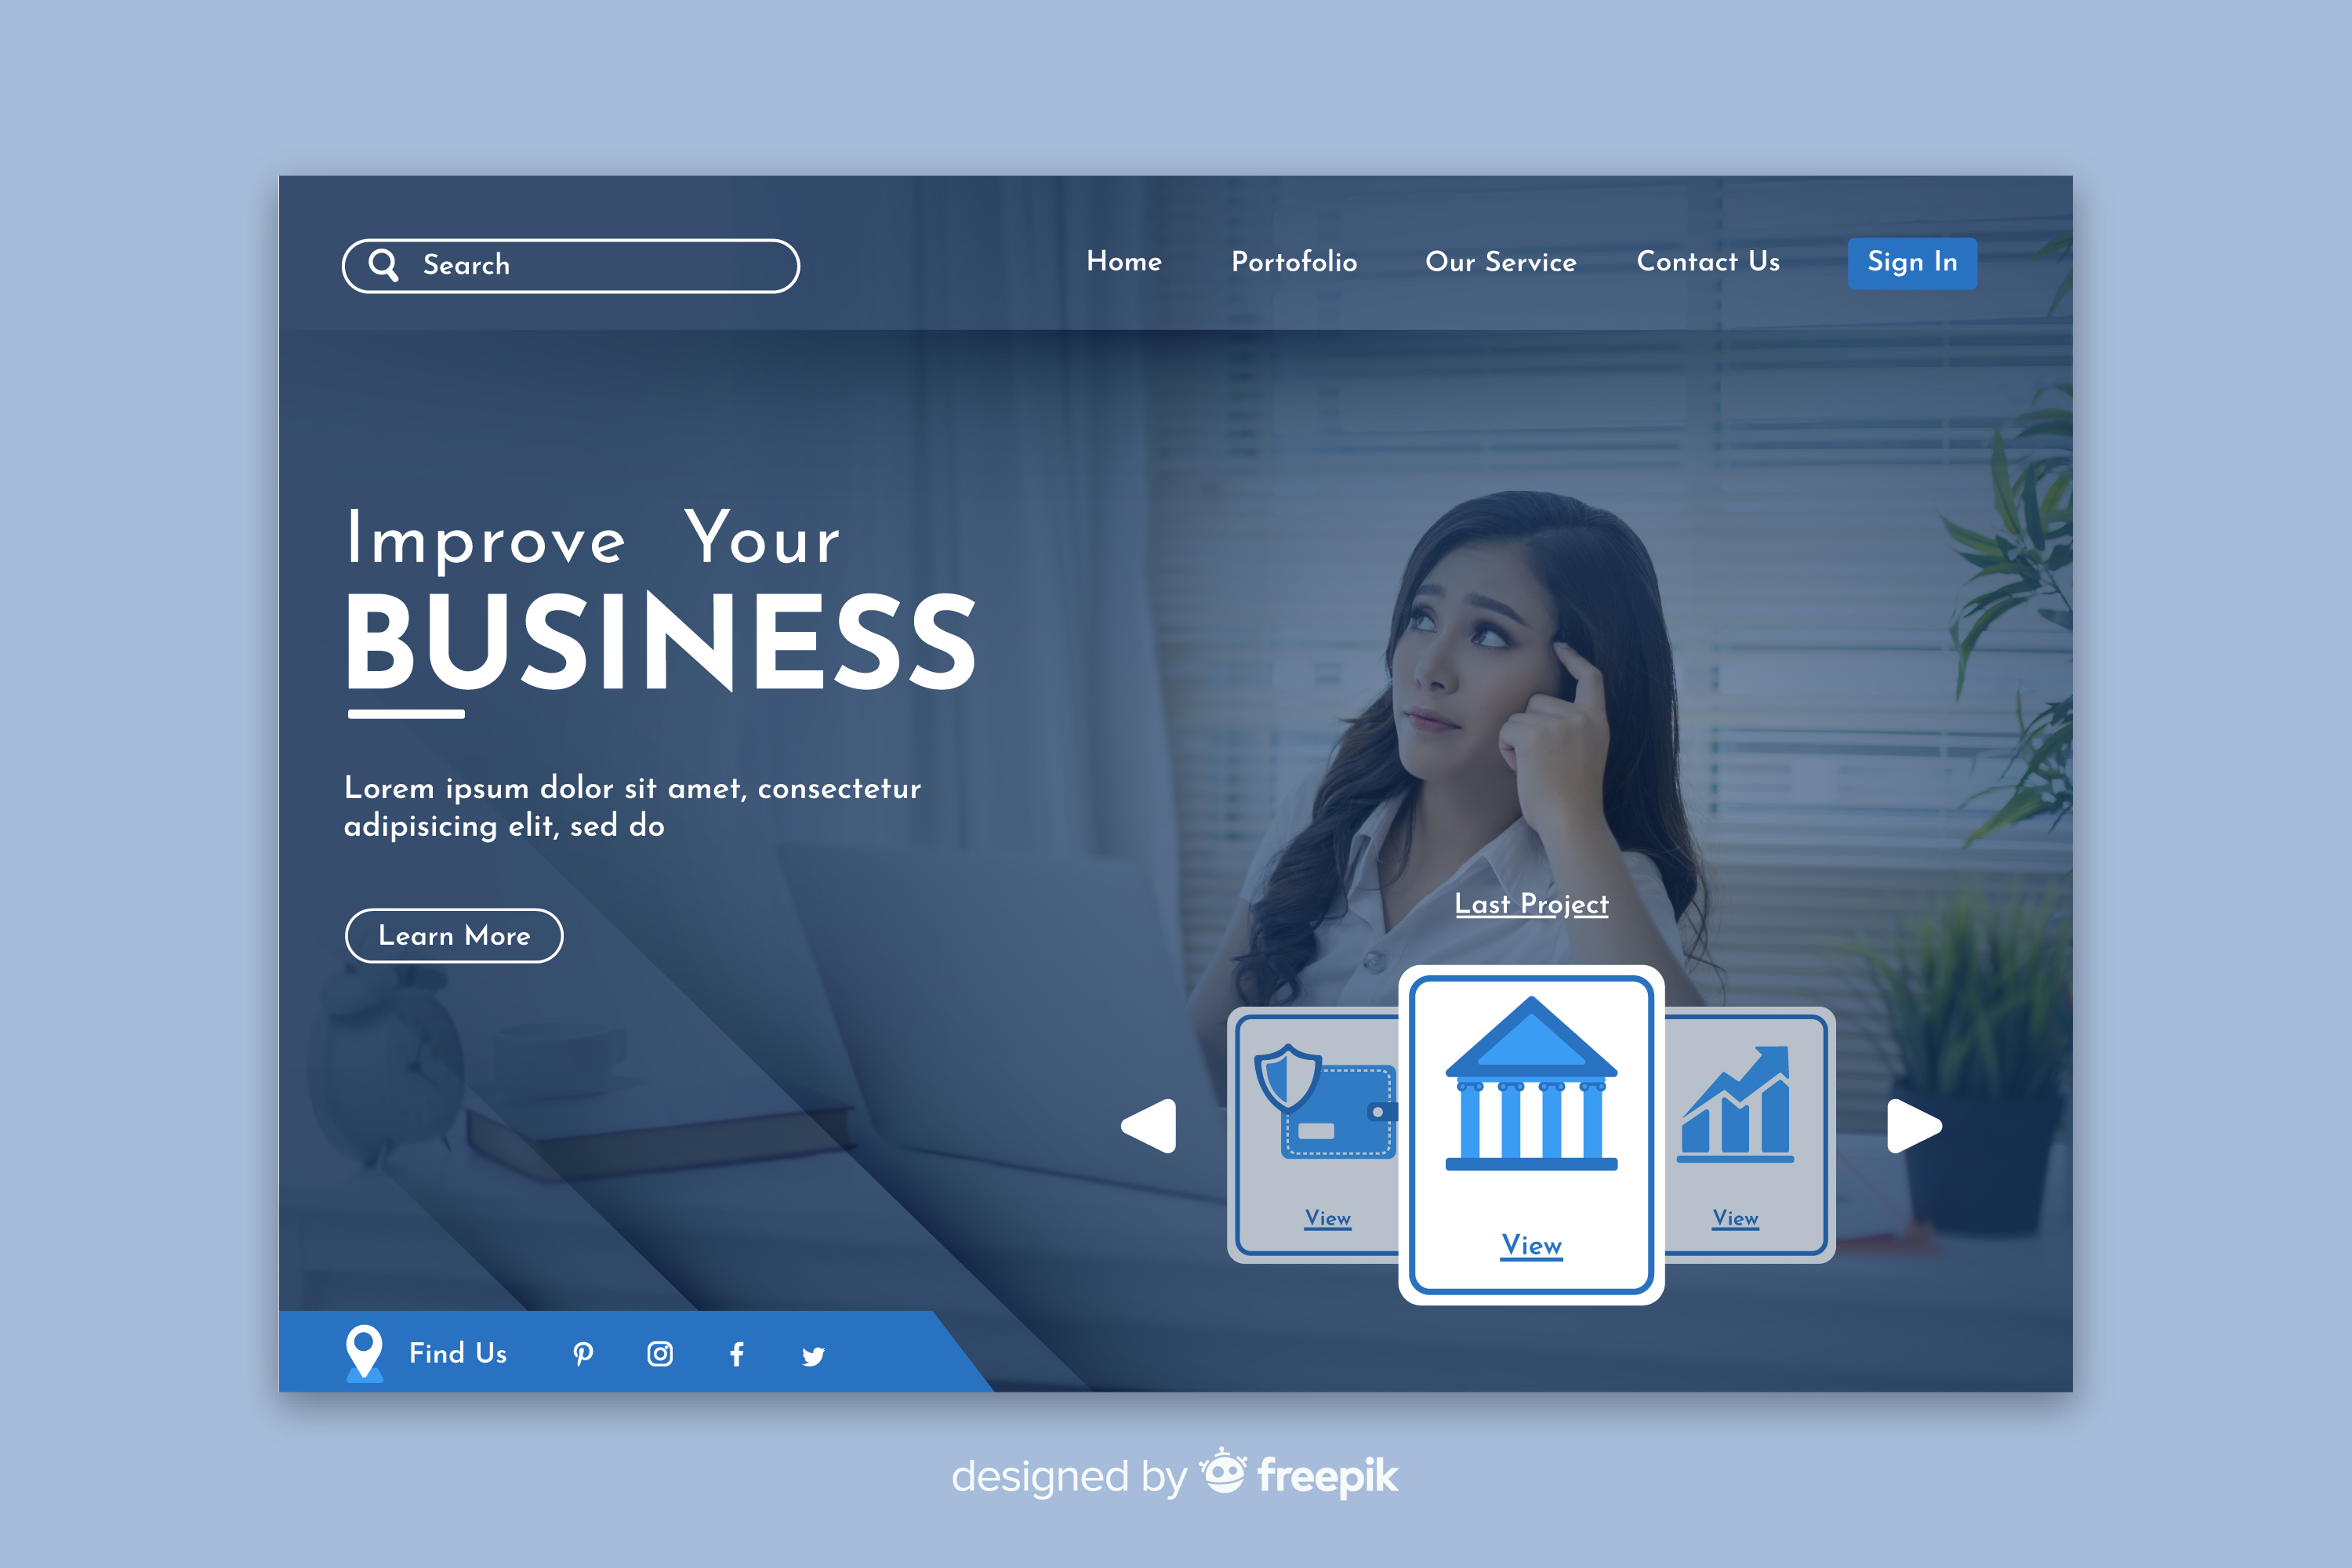 Search
Home Portofolio Our Service Contact Us Sign In
Improve Your
BUSINESS
Lorem ipsum dolor sit amet, consectetur
adipisicing elit, sed do
Learn More
Last Project
View
View
View
Find Us
designed by freepik